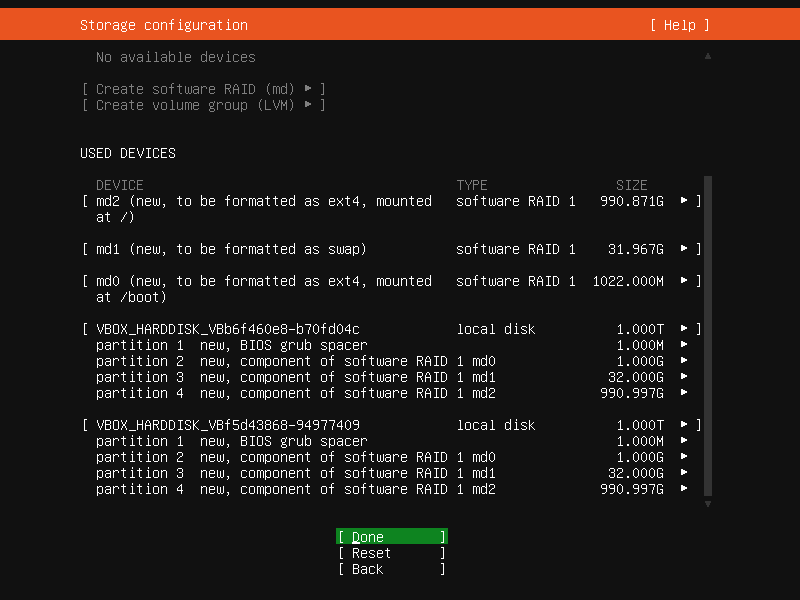 Storage configuration [ Help ]
No available devices ▲
[ Create software RAID (md) ▶ ]
[ Create volume group (LVM) ▶ ]
USED DEVICES
DEVICE TYPE SIZE
[ md2 (new, to be formatted as ext4, mounted software RAID 1 990.871G ▶ ]
at /)
[ md1 (new, to be formatted as swap) software RAID 1 31.967G ▶ ]
[ md0 (new, to be formatted as ext4, mounted software RAID 1 1022.000M ▶ ]
at /boot)
[ VBOX_HARDDISK_VBb6f460e8-b70fd04c local disk 1.000T ▶ ]
partition 1 new, BIOS grub spacer 1.000M ▶
partition 2 new, component of software RAID 1 md0 1.000G ▶
partition 3 new, component of software RAID 1 md1 32.000G ▶
partition 4 new, component of software RAID 1 md2 990.997G ▶
[ VBOX_HARDDISK_VBf5d43868-94977409 local disk 1.000T ▶ ]
partition 1 new, BIOS grub spacer 1.000M ▶
partition 2 new, component of software RAID 1 md0 1.000G ▶
partition 3 new, component of software RAID 1 md1 32.000G ▶
partition 4 new, component of software RAID 1 md2 990.997G ▶
▼
[ Done ]
[ Reset ]
[ Back ]